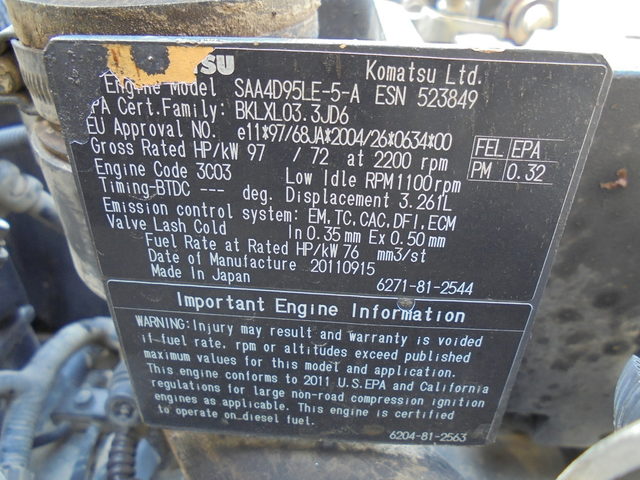 TSU Komatsu Ltd.
Engine Model SAA4D95LE-5-A ESN 523849
PA Cert.Family: BKLXL03.3JD6
EU Approval NO. e11*97/68JA*2004/26*0634*00
Gross Rated HP/kW 97 / 72 at 2200 rpm
FEL EPA
PM 0.32
Engine Code 3C03 Low Idle RPM 1100 rpm
Timing-BTDC --- deg. Displacement 3.261L
Emission control system: EM,TC,CAC,DFI,ECM
Valve Lash Cold In 0.35 mm Ex 0.50 mm
Fuel Rate at Rated HP/kW 76 mm3/st
Date of Manufacture 20110915
Made In Japan 6271-81-2544
Important Engine Information
WARNING: Injury may result and warranty is voided
if fuel rate, rpm or altitudes exceed published
maximum values for this model and application.
This engine conforms to 2011 U.S.EPA and California
regulations for large non-road compression ignition
engines as applicable. This engine is certified
to operate on diesel fuel.
6204-81-2563